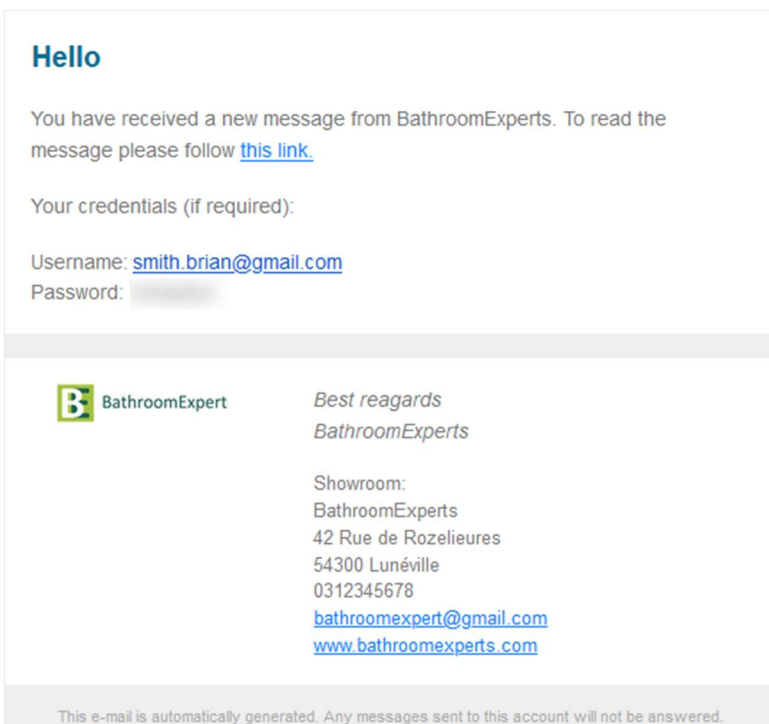 Hello
You have received a new message from BathroomExperts. To read the
message please follow this link.
Your credentials (if required):
Username: smith.brian@gmail.com
Password:
BE BathroomExpert
Best reagards
BathroomExperts
Showroom:
BathroomExperts
42 Rue de Rozelieures
54300 Lunéville
0312345678
bathroomexpert@gmail.com
www.bathroomexperts.com
This e-mail is automatically generated. Any messages sent to this account will not be answered.